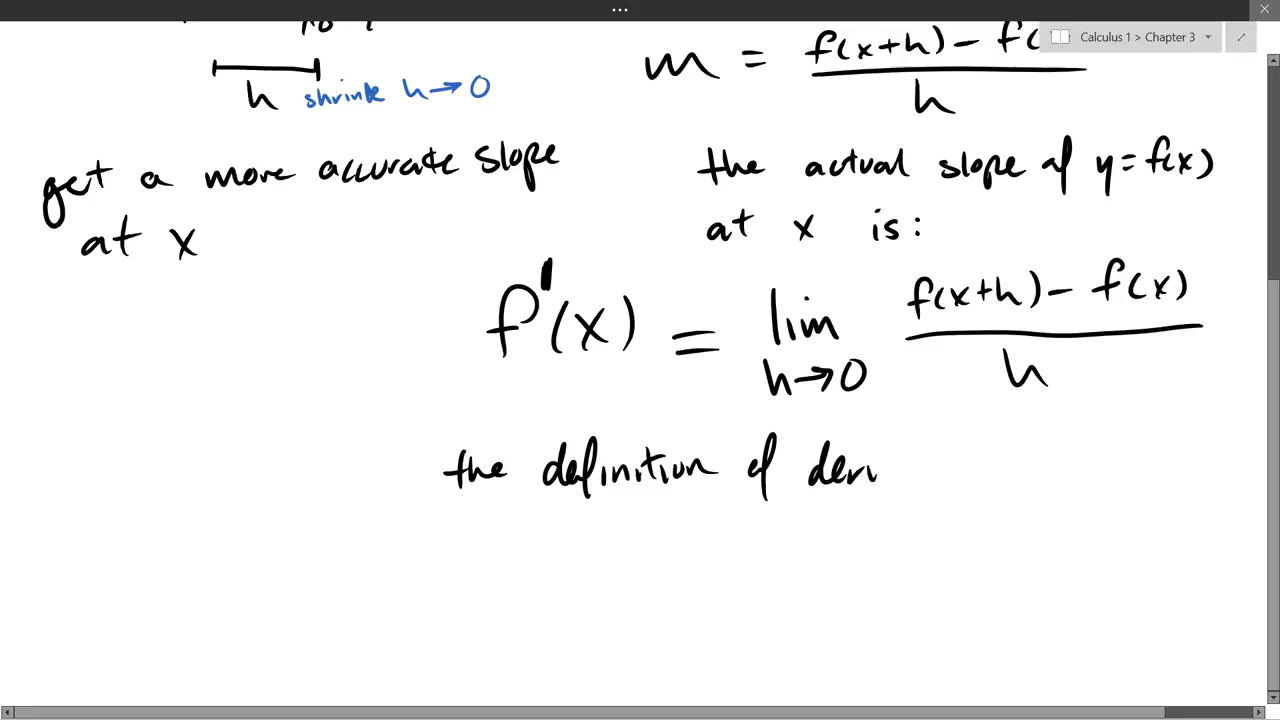 Calculus 1 > Chapter 3
m = f(x+h) - f(
h
h
shrink h→0
get a more accurate slope
at x
the actual slope of y=f(x)
at x is:
f'(x) = lim h→0 f(x+h) - f(x)
h
the definition of deri